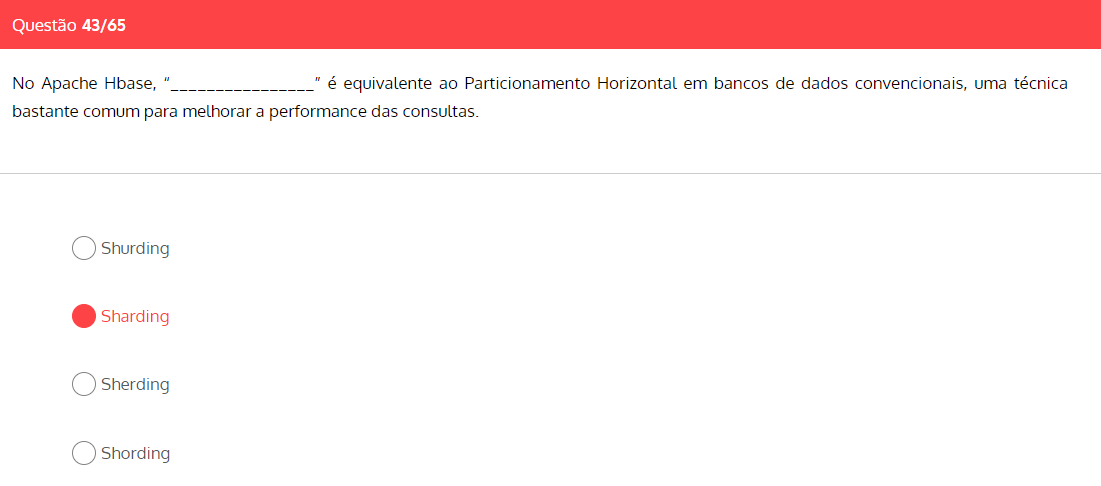 Questão 43/65
No Apache Hbase, “________________” é equivalente ao Particionamento Horizontal em bancos de dados convencionais, uma técnica
bastante comum para melhorar a performance das consultas.
Shurding
Sharding
Sherding
Shording